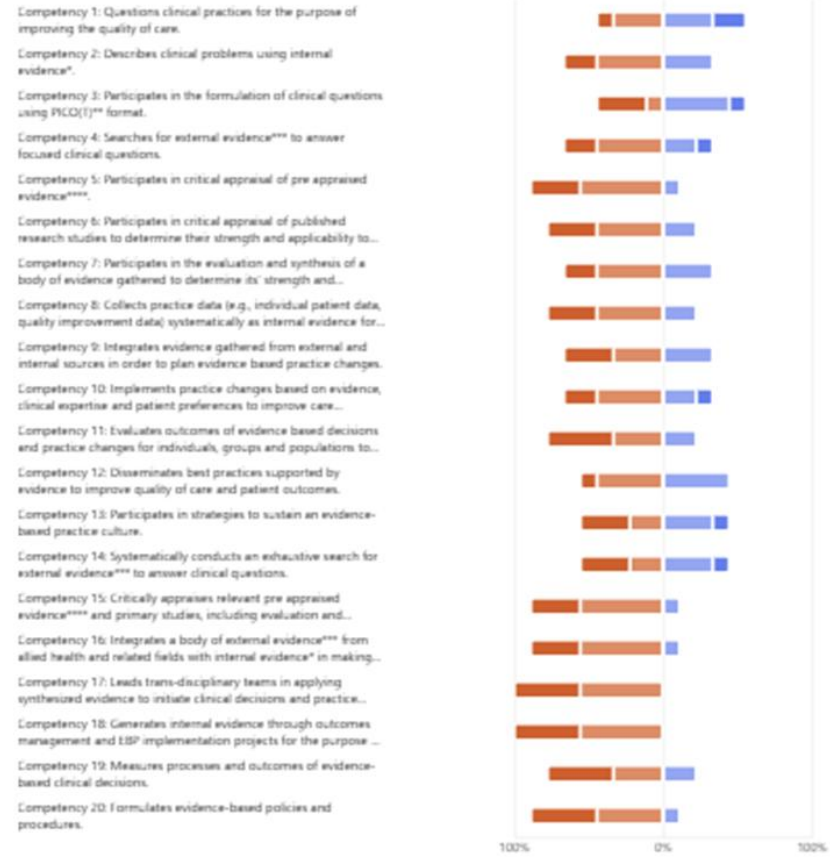 Competency 1: Questions clinical practices for the purpose of
improving the quality of care.
Competency 2: Describes clinical problems using internal
evidence*.
Competency 3: Participates in the formulation of clinical questions
using PICO(T)** format.
Competency 4: Searches for external evidence*** to answer
focused clinical questions.
Competency 5: Participates in critical appraisal of pre appraised
evidence****.
Competency 6: Participates in critical appraisal of published
research studies to determine their strength and applicability to...
Competency 7: Participates in the evaluation and synthesis of a
body of evidence gathered to determine its' strength and...
Competency 8: Collects practice data (e.g., individual patient data,
quality improvement data) systematically as internal evidence for...
Competency 9: Integrates evidence gathered from external and
internal sources in order to plan evidence based practice changes.
Competency 10: Implements practice changes based on evidence,
clinical expertise and patient preferences to improve care...
Competency 11: Evaluates outcomes of evidence based decisions
and practice changes for individuals, groups and populations to...
Competency 12: Disseminates best practices supported by
evidence to improve quality of care and patient outcomes.
Competency 13: Participates in strategies to sustain an evidence-
based practice culture.
Competency 14: Systematically conducts an exhaustive search for
external evidence*** to answer clinical questions.
Competency 15: Critically appraises relevant pre appraised
evidence**** and primary studies, including evaluation and...
Competency 16: Integrates a body of external evidence*** from
allied health and related fields with internal evidence* in making...
Competency 17: Leads trans-disciplinary teams in applying
synthesized evidence to initiate clinical decisions and practice...
Competency 18: Generates internal evidence through outcomes
management and EBP implementation projects for the purpose ...
Competency 19: Measures processes and outcomes of evidence-
based clinical decisions.
Competency 20: Formulates evidence-based policies and
procedures.
100% 0% 100%